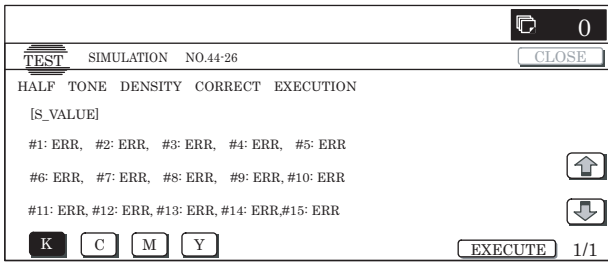 0
TEST SIMULATION NO.44-26
CLOSE
HALF TONE DENSITY CORRECT EXECUTION
[S_VALUE]
#1: ERR, #2: ERR, #3: ERR, #4: ERR, #5: ERR
#6: ERR, #7: ERR, #8: ERR, #9: ERR, #10: ERR
#11: ERR, #12: ERR, #13: ERR, #14: ERR,#15: ERR
K C M Y
EXECUTE 1/1